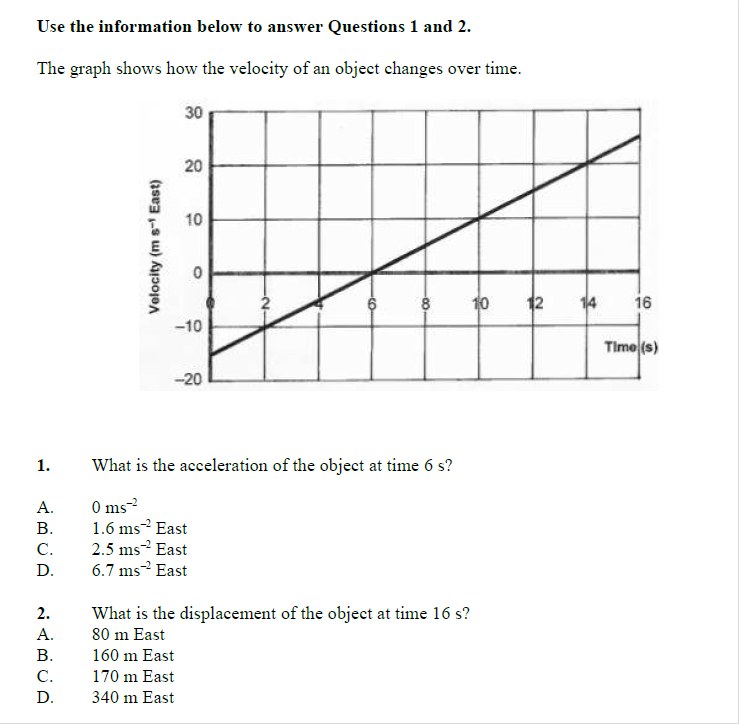 Use the information below to answer Questions 1 and 2.
The graph shows how the velocity of an object changes over time.
30
20
10
0
-10
-20
Velocity (m s⁻¹ East)
0 2 4 6 8 10 12 14 16
Time (s)
1. What is the acceleration of the object at time 6 s?
A. 0 ms⁻²
B. 1.6 ms⁻² East
C. 2.5 ms⁻² East
D. 6.7 ms⁻² East
2. What is the displacement of the object at time 16 s?
A. 80 m East
B. 160 m East
C. 170 m East
D. 340 m East